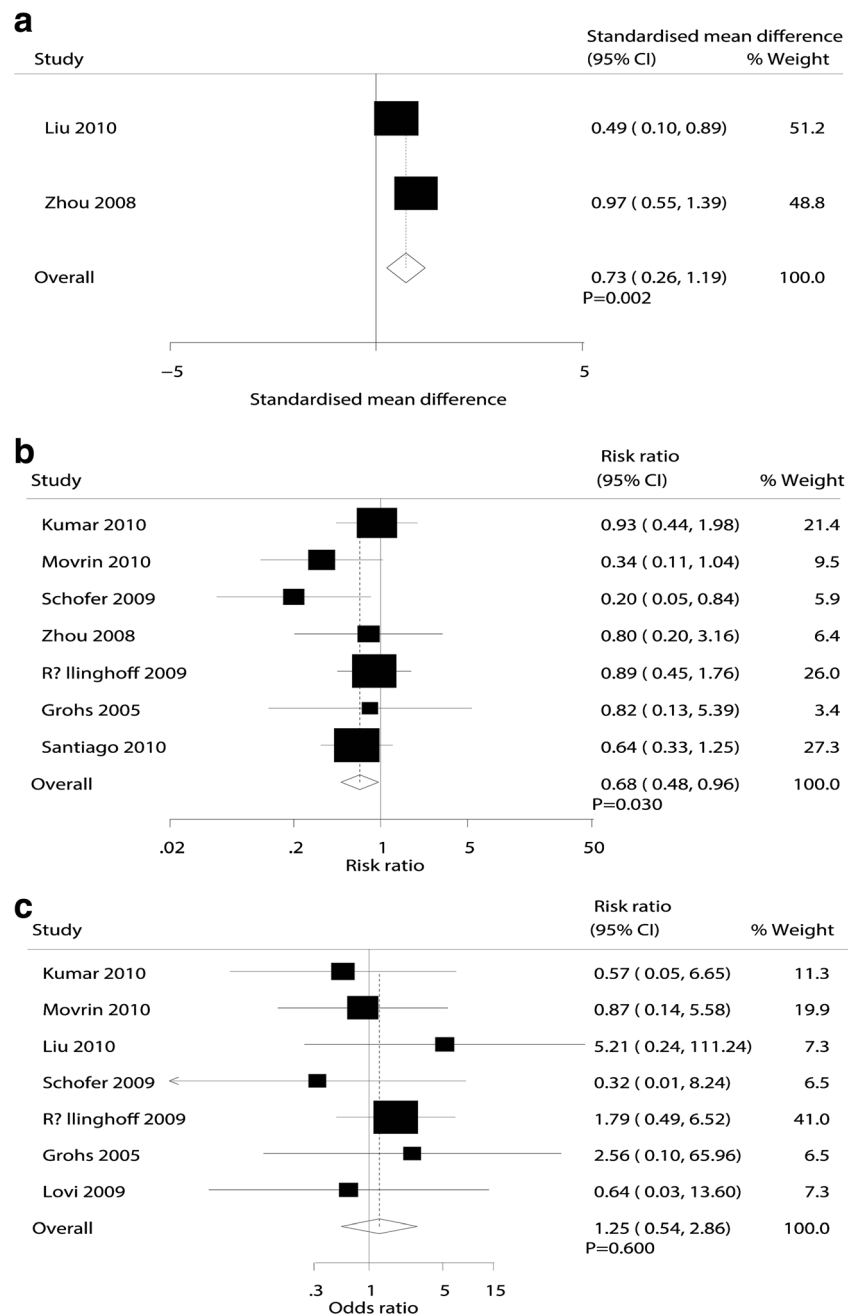 a
Standardised mean difference
Study (95% CI) % Weight
Liu 2010 0.49 ( 0.10, 0.89) 51.2
Zhou 2008 0.97 ( 0.55, 1.39) 48.8
Overall 0.73 ( 0.26, 1.19) 100.0
P=0.002
−5 5
Standardised mean difference
b
Risk ratio
Study (95% CI) % Weight
Kumar 2010 0.93 ( 0.44, 1.98) 21.4
Movrin 2010 0.34 ( 0.11, 1.04) 9.5
Schofer 2009 0.20 ( 0.05, 0.84) 5.9
Zhou 2008 0.80 ( 0.20, 3.16) 6.4
R? llinghoff 2009 0.89 ( 0.45, 1.76) 26.0
Grohs 2005 0.82 ( 0.13, 5.39) 3.4
Santiago 2010 0.64 ( 0.33, 1.25) 27.3
Overall 0.68 ( 0.48, 0.96) 100.0
P=0.030
.02 .2 1 5 50
Risk ratio
c
Risk ratio
Study (95% CI) % Weight
Kumar 2010 0.57 ( 0.05, 6.65) 11.3
Movrin 2010 0.87 ( 0.14, 5.58) 19.9
Liu 2010 5.21 ( 0.24, 111.24) 7.3
Schofer 2009 0.32 ( 0.01, 8.24) 6.5
R? llinghoff 2009 1.79 ( 0.49, 6.52) 41.0
Grohs 2005 2.56 ( 0.10, 65.96) 6.5
Lovi 2009 0.64 ( 0.03, 13.60) 7.3
Overall 1.25 ( 0.54, 2.86) 100.0
P=0.600
.3 1 5 15
Odds ratio